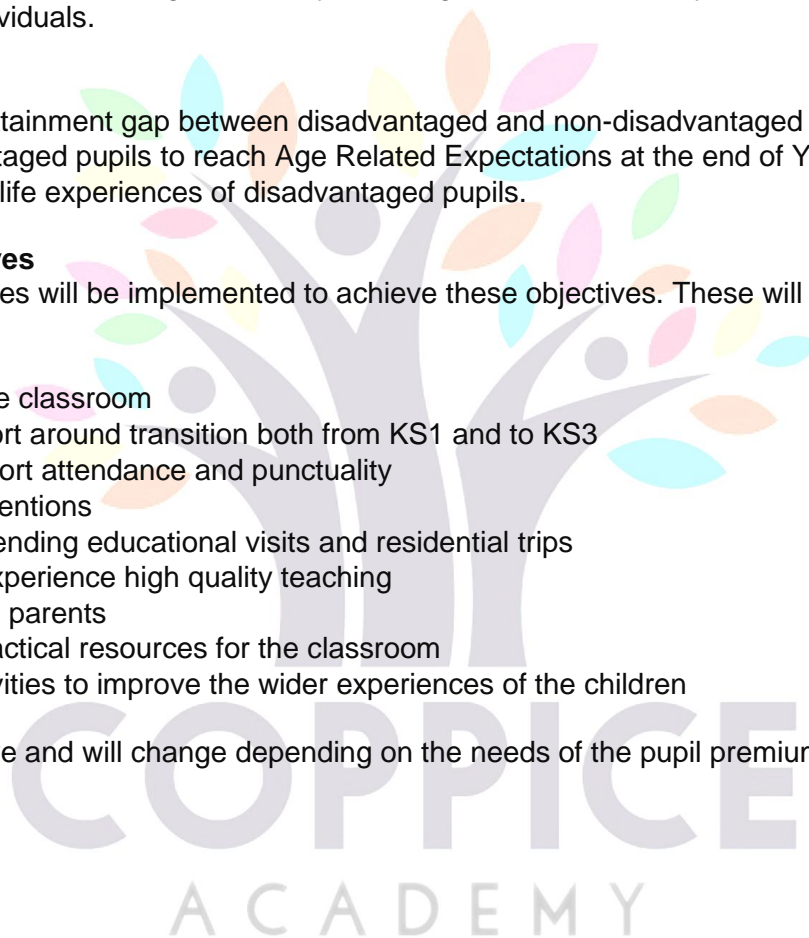 viduals.
tainment gap between disadvantaged and non-disadvantaged
taged pupils to reach Age Related Expectations at the end of Y
life experiences of disadvantaged pupils.
ves
es will be implemented to achieve these objectives. These will
e classroom
ort around transition both from KS1 and to KS3
ort attendance and punctuality
entions
ending educational visits and residential trips
xperience high quality teaching
parents
actical resources for the classroom
vities to improve the wider experiences of the children
e and will change depending on the needs of the pupil premium
COPPICE
ACADEMY